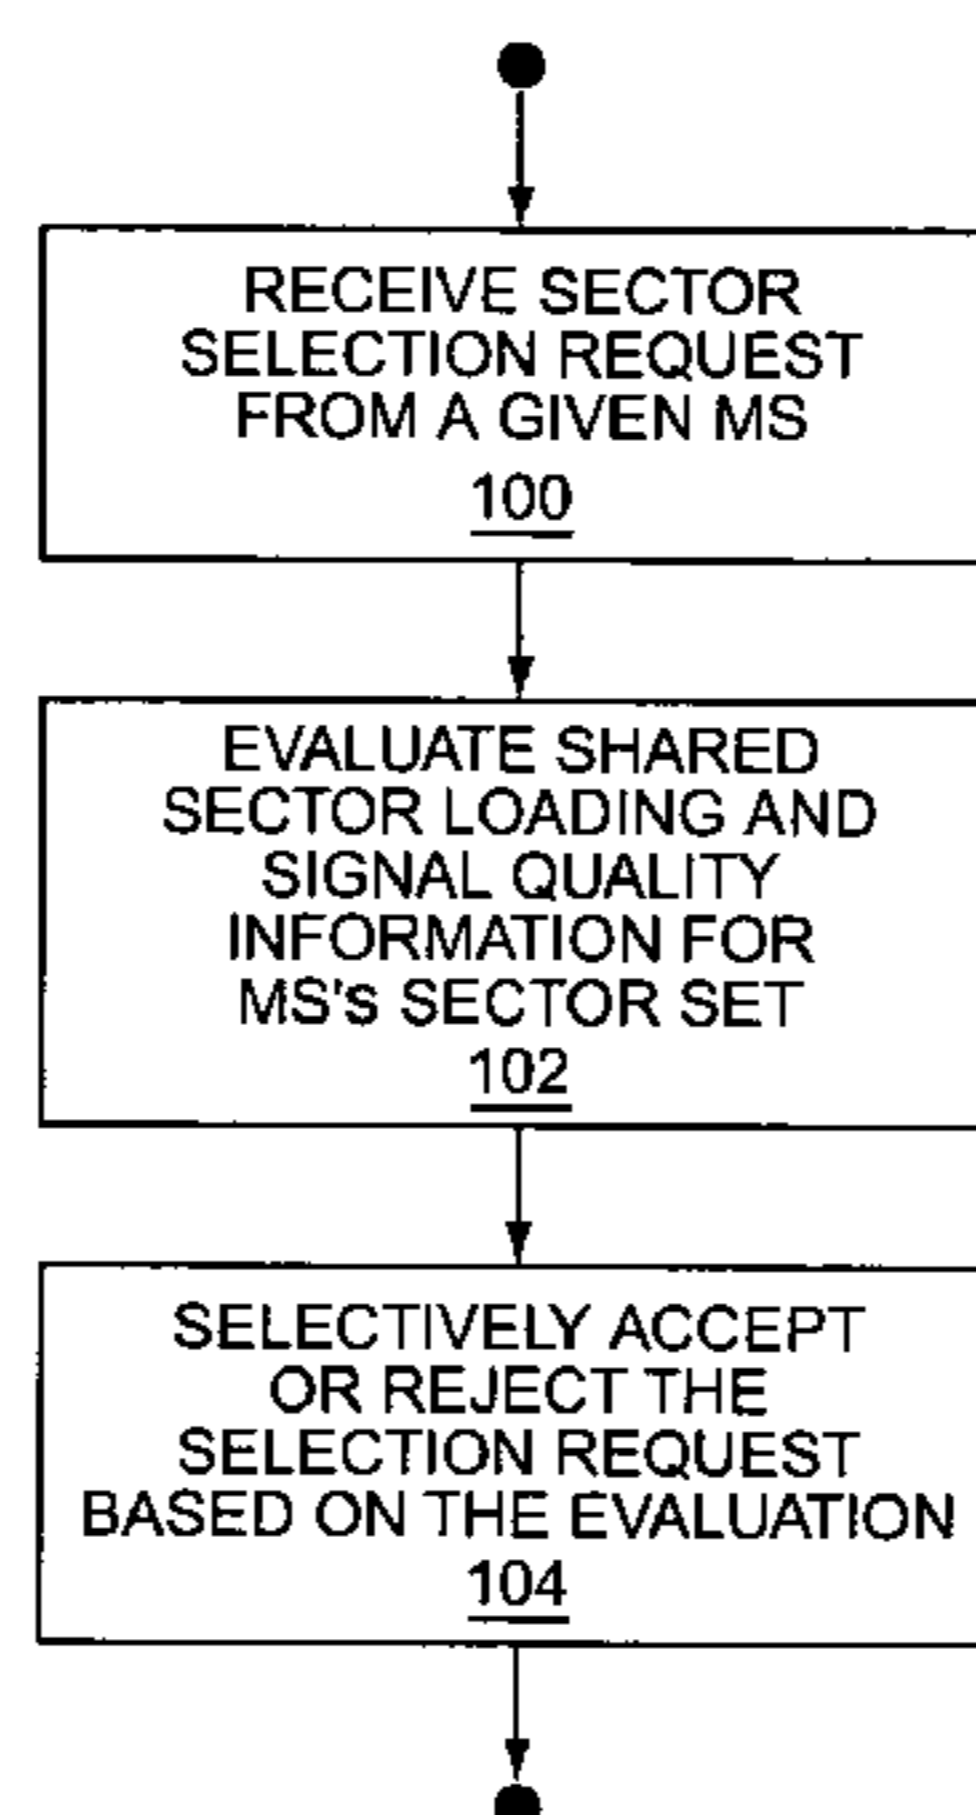 RECEIVE SECTOR
SELECTION REQUEST
FROM A GIVEN MS
100
EVALUATE SHARED
SECTOR LOADING AND
SIGNAL QUALITY
INFORMATION FOR
MS's SECTOR SET
102
SELECTIVELY ACCEPT
OR REJECT THE
SELECTION REQUEST
BASED ON THE EVALUATION
104